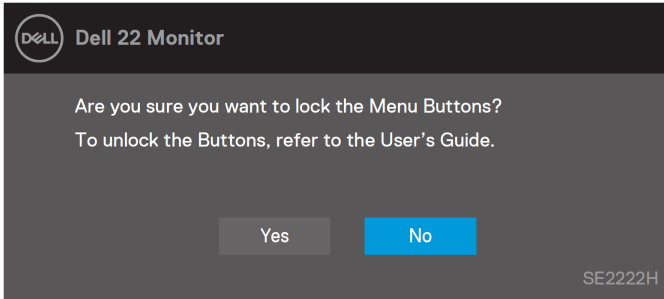 DELL Dell 22 Monitor
Are you sure you want to lock the Menu Buttons?
To unlock the Buttons, refer to the User’s Guide.
Yes No
SE2222H